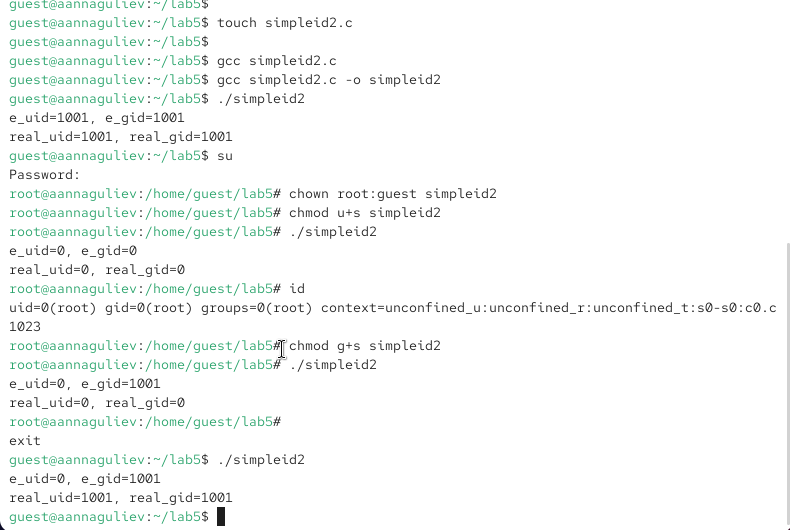 guest@aannaguliev:~/lab5$
guest@aannaguliev:~/lab5$ touch simpleid2.c
guest@aannaguliev:~/lab5$
guest@aannaguliev:~/lab5$ gcc simpleid2.c
guest@aannaguliev:~/lab5$ gcc simpleid2.c -o simpleid2
guest@aannaguliev:~/lab5$ ./simpleid2
e_uid=1001, e_gid=1001
real_uid=1001, real_gid=1001
guest@aannaguliev:~/lab5$ su
Password:
root@aannaguliev:/home/guest/lab5# chown root:guest simpleid2
root@aannaguliev:/home/guest/lab5# chmod u+s simpleid2
root@aannaguliev:/home/guest/lab5# ./simpleid2
e_uid=0, e_gid=0
real_uid=0, real_gid=0
root@aannaguliev:/home/guest/lab5# id
uid=0(root) gid=0(root) groups=0(root) context=unconfined_u:unconfined_r:unconfined_t:s0-s0:c0.c
1023
root@aannaguliev:/home/guest/lab5# chmod g+s simpleid2
root@aannaguliev:/home/guest/lab5# ./simpleid2
e_uid=0, e_gid=1001
real_uid=0, real_gid=0
root@aannaguliev:/home/guest/lab5#
exit
guest@aannaguliev:~/lab5$ ./simpleid2
e_uid=0, e_gid=1001
real_uid=1001, real_gid=1001
guest@aannaguliev:~/lab5$